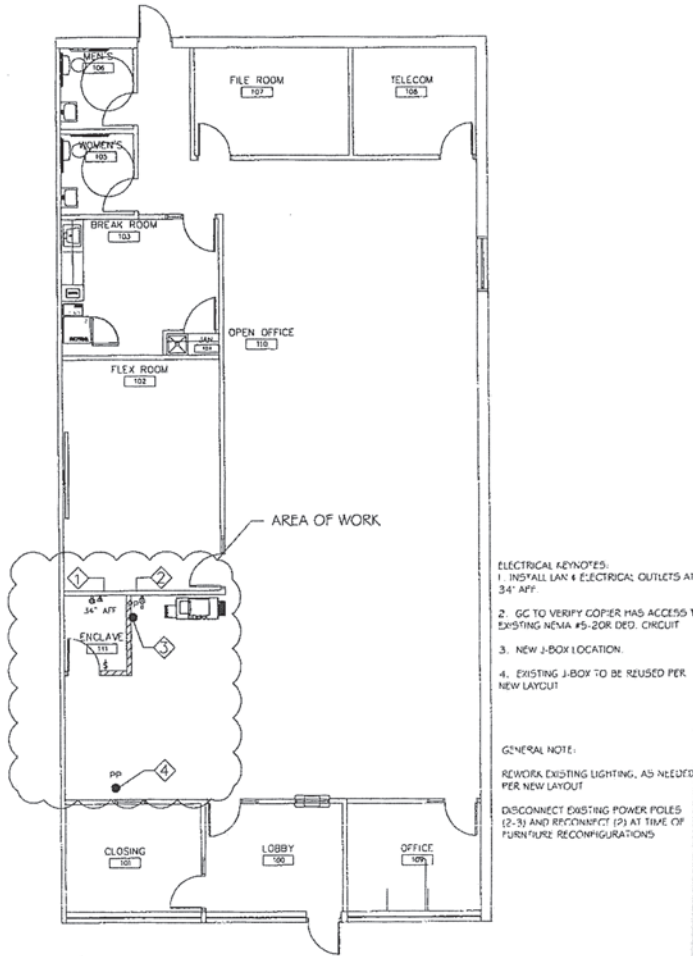 MEN'S
106
FILE ROOM
107
TELECOM
108
WOMEN'S
105
BREAK ROOM
103
JAN.
104
OPEN OFFICE
110
FLEX ROOM
102
AREA OF WORK
1
2
34" AFF
ENCLAVE
111
3
PP
4
CLOSING
101
LOBBY
100
OFFICE
109
ELECTRICAL KEYNOTES:
1. INSTALL LAN & ELECTRICAL OUTLETS AT
34" AFF.
2. GC TO VERIFY COPIER HAS ACCESS T
EXISTING NEMA #5-20R DED. CIRCUIT
3. NEW J-BOX LOCATION.
4. EXISTING J-BOX TO BE REUSED PER
NEW LAYOUT
GENERAL NOTE:
REWORK EXISTING LIGHTING, AS NEEDED
PER NEW LAYOUT
DISCONNECT EXISTING POWER POLES
(2-3) AND RECONNECT (2) AT TIME OF
FURNITURE RECONFIGURATIONS